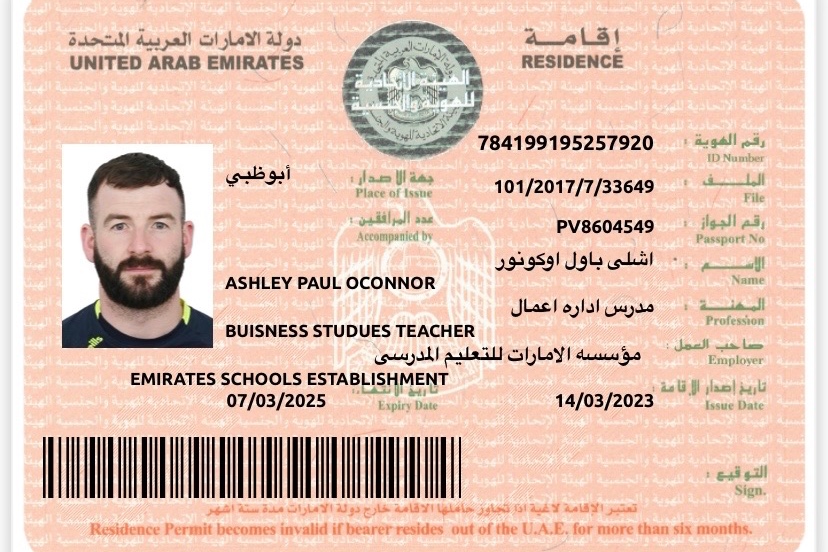 دولة الامارات العربية المتحدة
UNITED ARAB EMIRATES
إقامة
RESIDENCE
الهيئة الاتحادية
للهوية والجنسية
رقم الهوية :
784199195257920
ID Number
أبوظبي
جهة الاصدار :
Place of Issue
الملف :
101/2017/7/33649
File
عدد المرافقين :
Accompanied by
رقم الجواز :
PV8604549
Passport No
اشلى باول اوكونور
الاسم :
Name
ASHLEY PAUL OCONNOR
مدرس اداره اعمال
المهنة :
Profession
BUISNESS STUDUES TEACHER
مؤسسه الامارات للتعليم المدرسى
صاحب العمل :
Employer
EMIRATES SCHOOLS ESTABLISHMENT
تاريخ الانتهاء :
07/03/2025
Expiry Date
تاريخ إصدار الإقامة :
14/03/2023
Issue Date
التوقيع :
Sign.
تعتبر الإقامة لاغية اذا تجاوز حاملها الاقامة خارج دولة الامارات مدة ستة اشهر
Residence Permit becomes invalid if bearer resides out of the U.A.E. for more than six months.